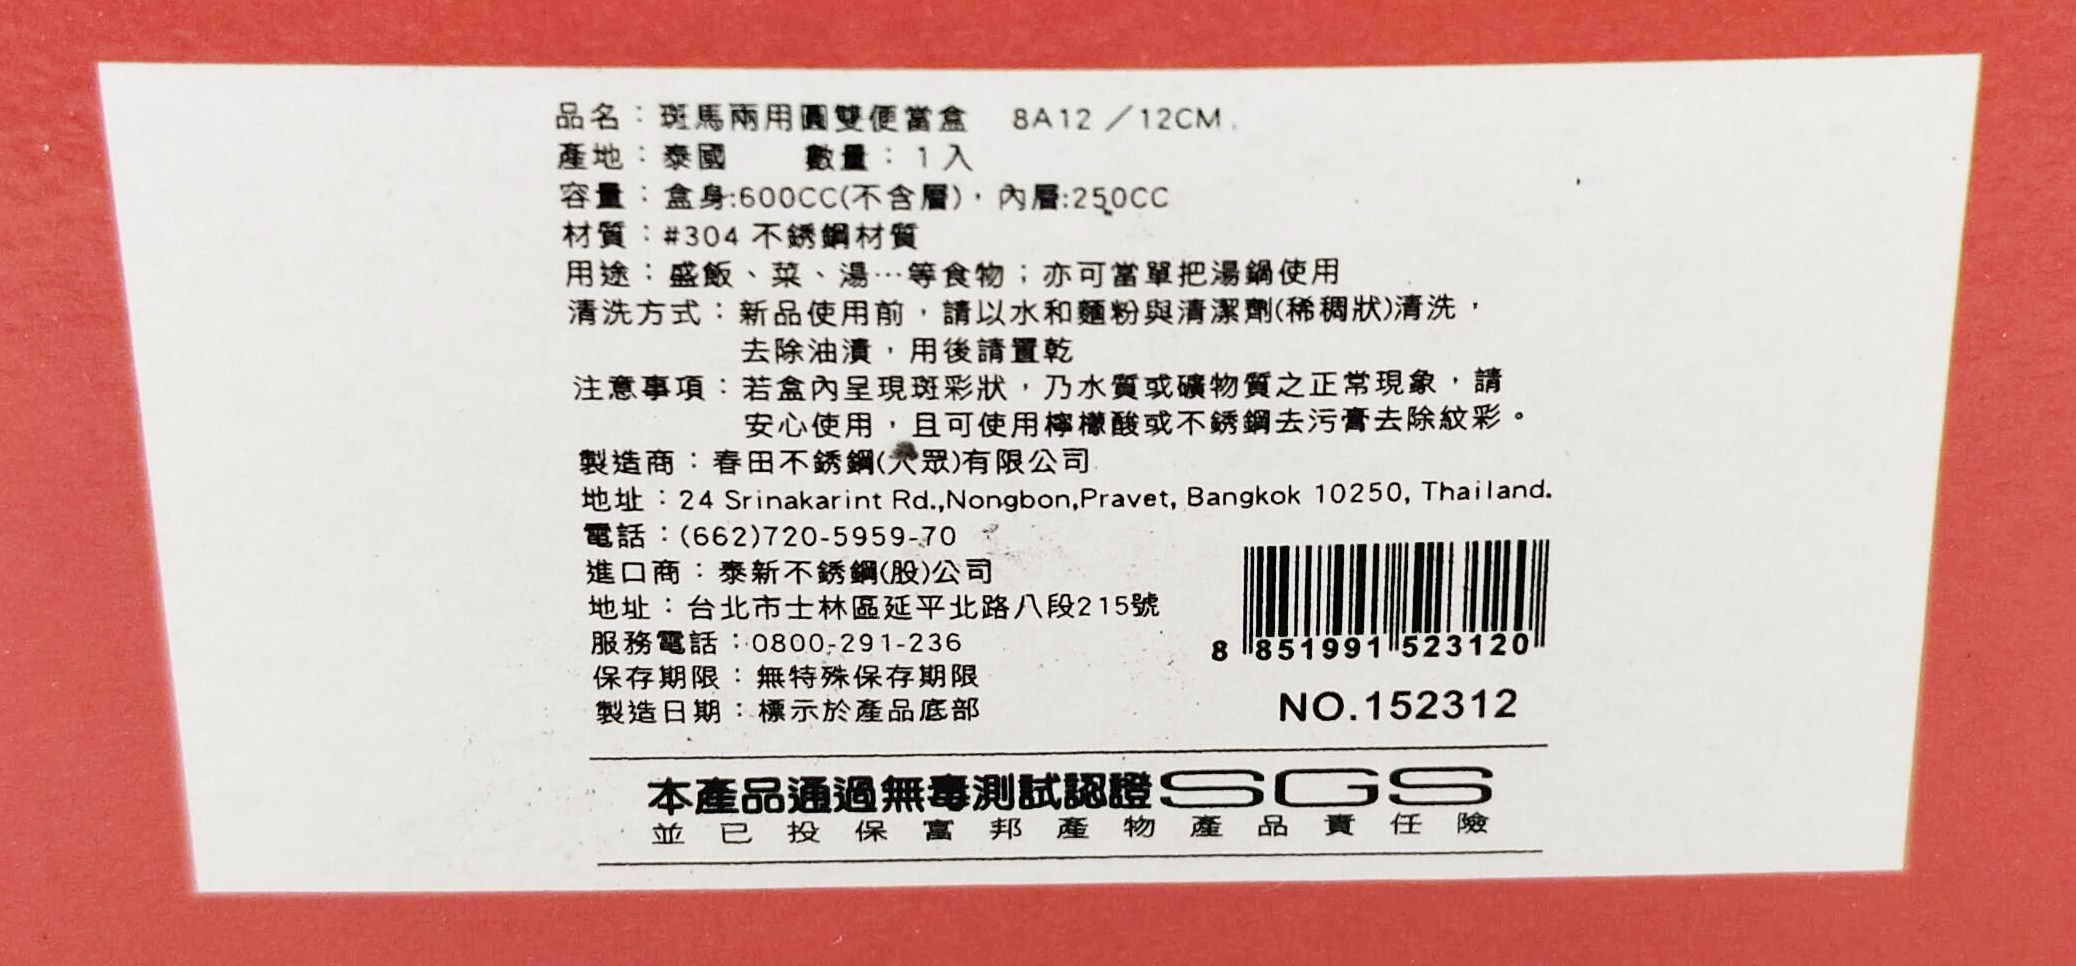 品名：斑馬兩用圓雙便當盒 8A12／12CM
產地：泰國 數量：1入
容量：盒身:600CC(不含層)，內層:250CC
材質：#304 不銹鋼材質
用途：盛飯、菜、湯…等食物；亦可當單把湯鍋使用
清洗方式：新品使用前，請以水和麵粉與清潔劑(稀稠狀)清洗，
去除油漬，用後請置乾
注意事項：若盒內呈現斑彩狀，乃水質或礦物質之正常現象，請
安心使用，且可使用檸檬酸或不銹鋼去污膏去除紋彩。
製造商：春田不銹鋼(大眾)有限公司
地址：24 Srinakarint Rd.,Nongbon,Pravet, Bangkok 10250, Thailand.
電話：(662)720-5959-70
進口商：泰新不銹鋼(股)公司
地址：台北市士林區延平北路八段215號
服務電話：0800-291-236
保存期限：無特殊保存期限
製造日期：標示於產品底部
8 851991 523120
NO.152312
本產品通過無毒測試認證SGS
並已投保富邦產物產品責任險